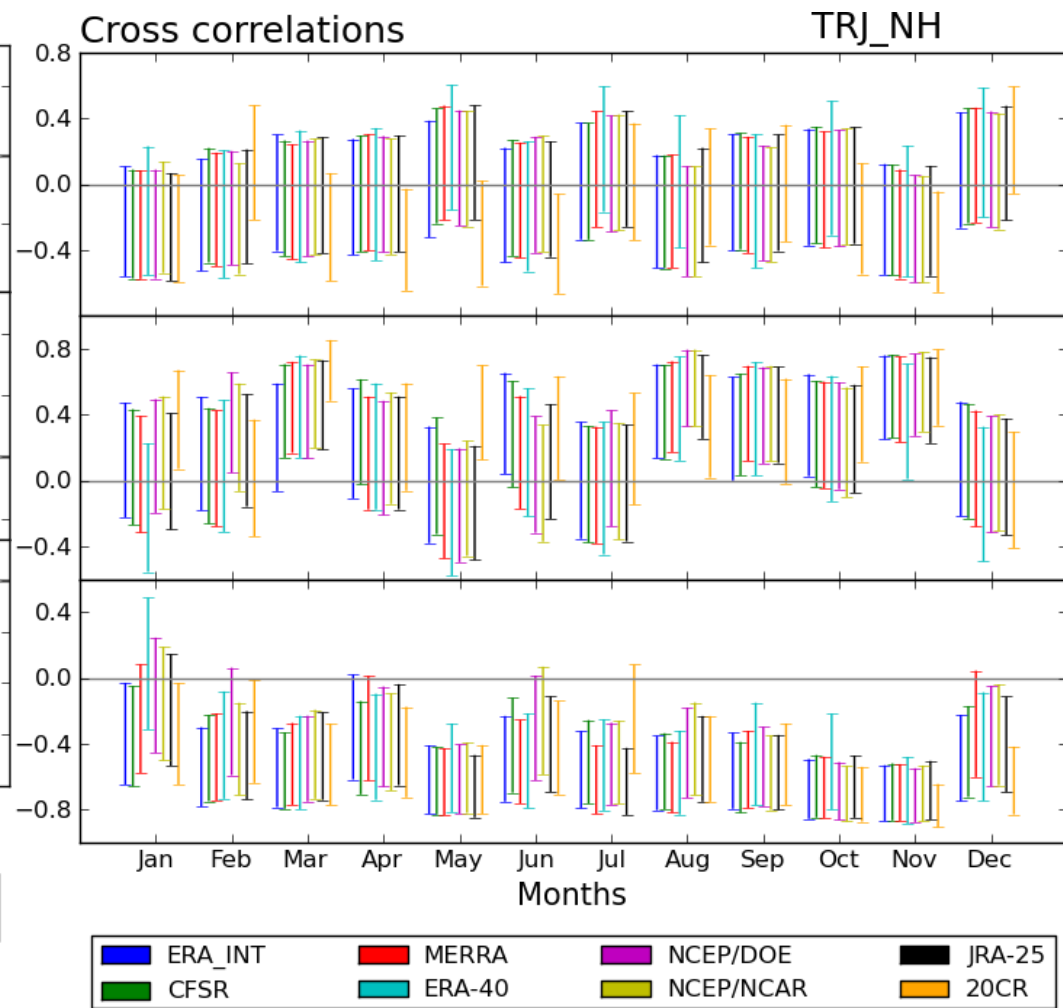 Cross correlations TRJ_NH
0.8
0.4
0.0
−0.4
0.8
0.4
0.0
−0.4
0.4
0.0
−0.4
−0.8
Jan Feb Mar Apr May Jun Jul Aug Sep Oct Nov Dec
Months
ERA_INT MERRA NCEP/DOE JRA-25
CFSR ERA-40 NCEP/NCAR 20CR